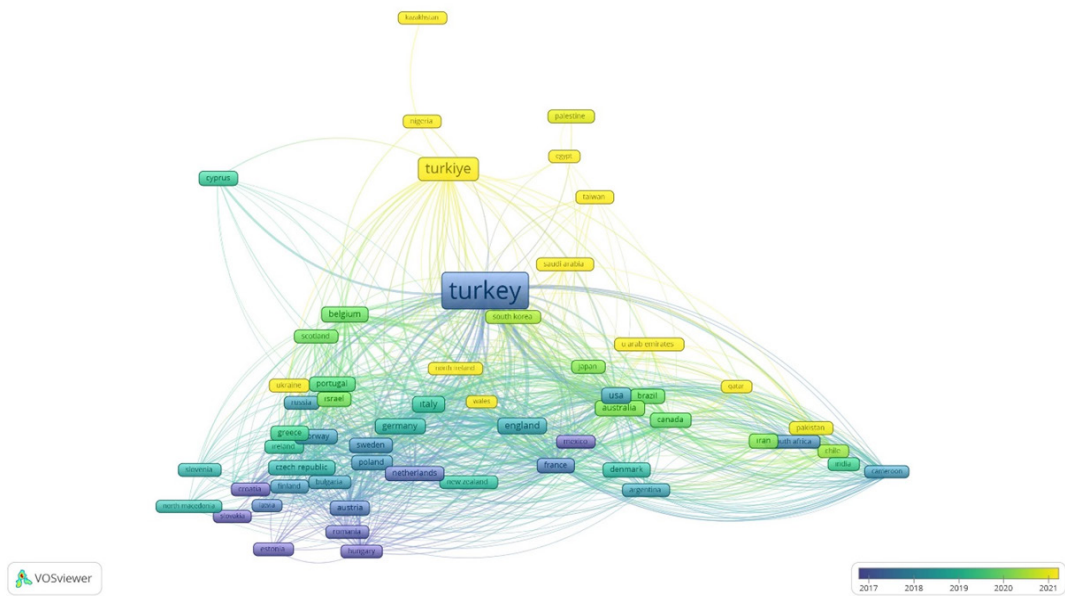 kazakhstan
nigeria
palestine
egypt
turkiye
cyprus
taiwan
saudi arabia
turkey
belgium
south korea
scotland
u arab emirates
north ireland
japan
ukraine
portugal
qatar
russia
israel
italy
wales
usa
brazil
australia
germany
england
canada
pakistan
greece
norway
iran
south africa
ireland
sweden
mexico
chile
poland
france
india
slovenia
czech republic
netherlands
denmark
cameroon
finland
bulgaria
new zealand
croatia
argentina
north macedonia
austria
slovakia
romania
estonia
hungary
VOSviewer
2017 2018 2019 2020 2021